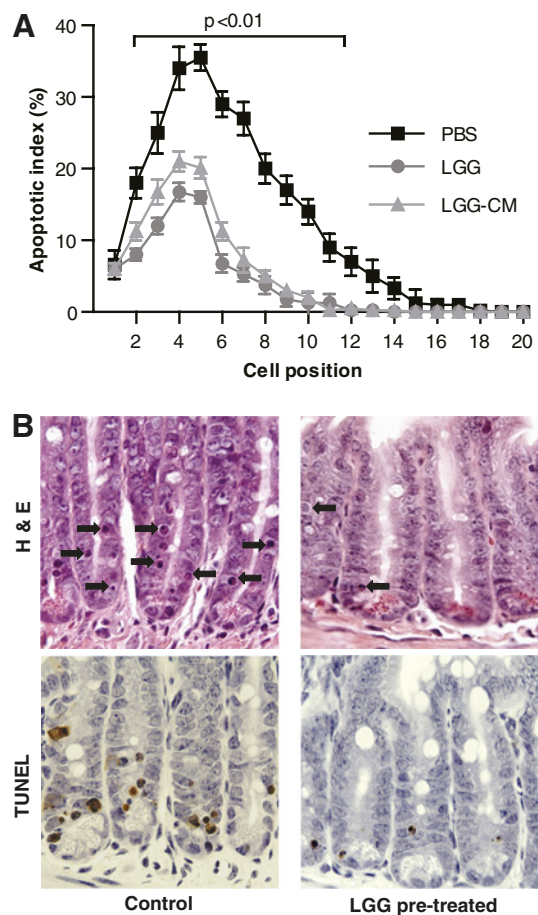 A
p<0.01
40
30
20
10
0
Apoptotic index (%)
PBS
LGG
LGG-CM
2 4 6 8 10 12 14 16 18 20
Cell position
B
H & E
TUNEL
Control
LGG pre-treated